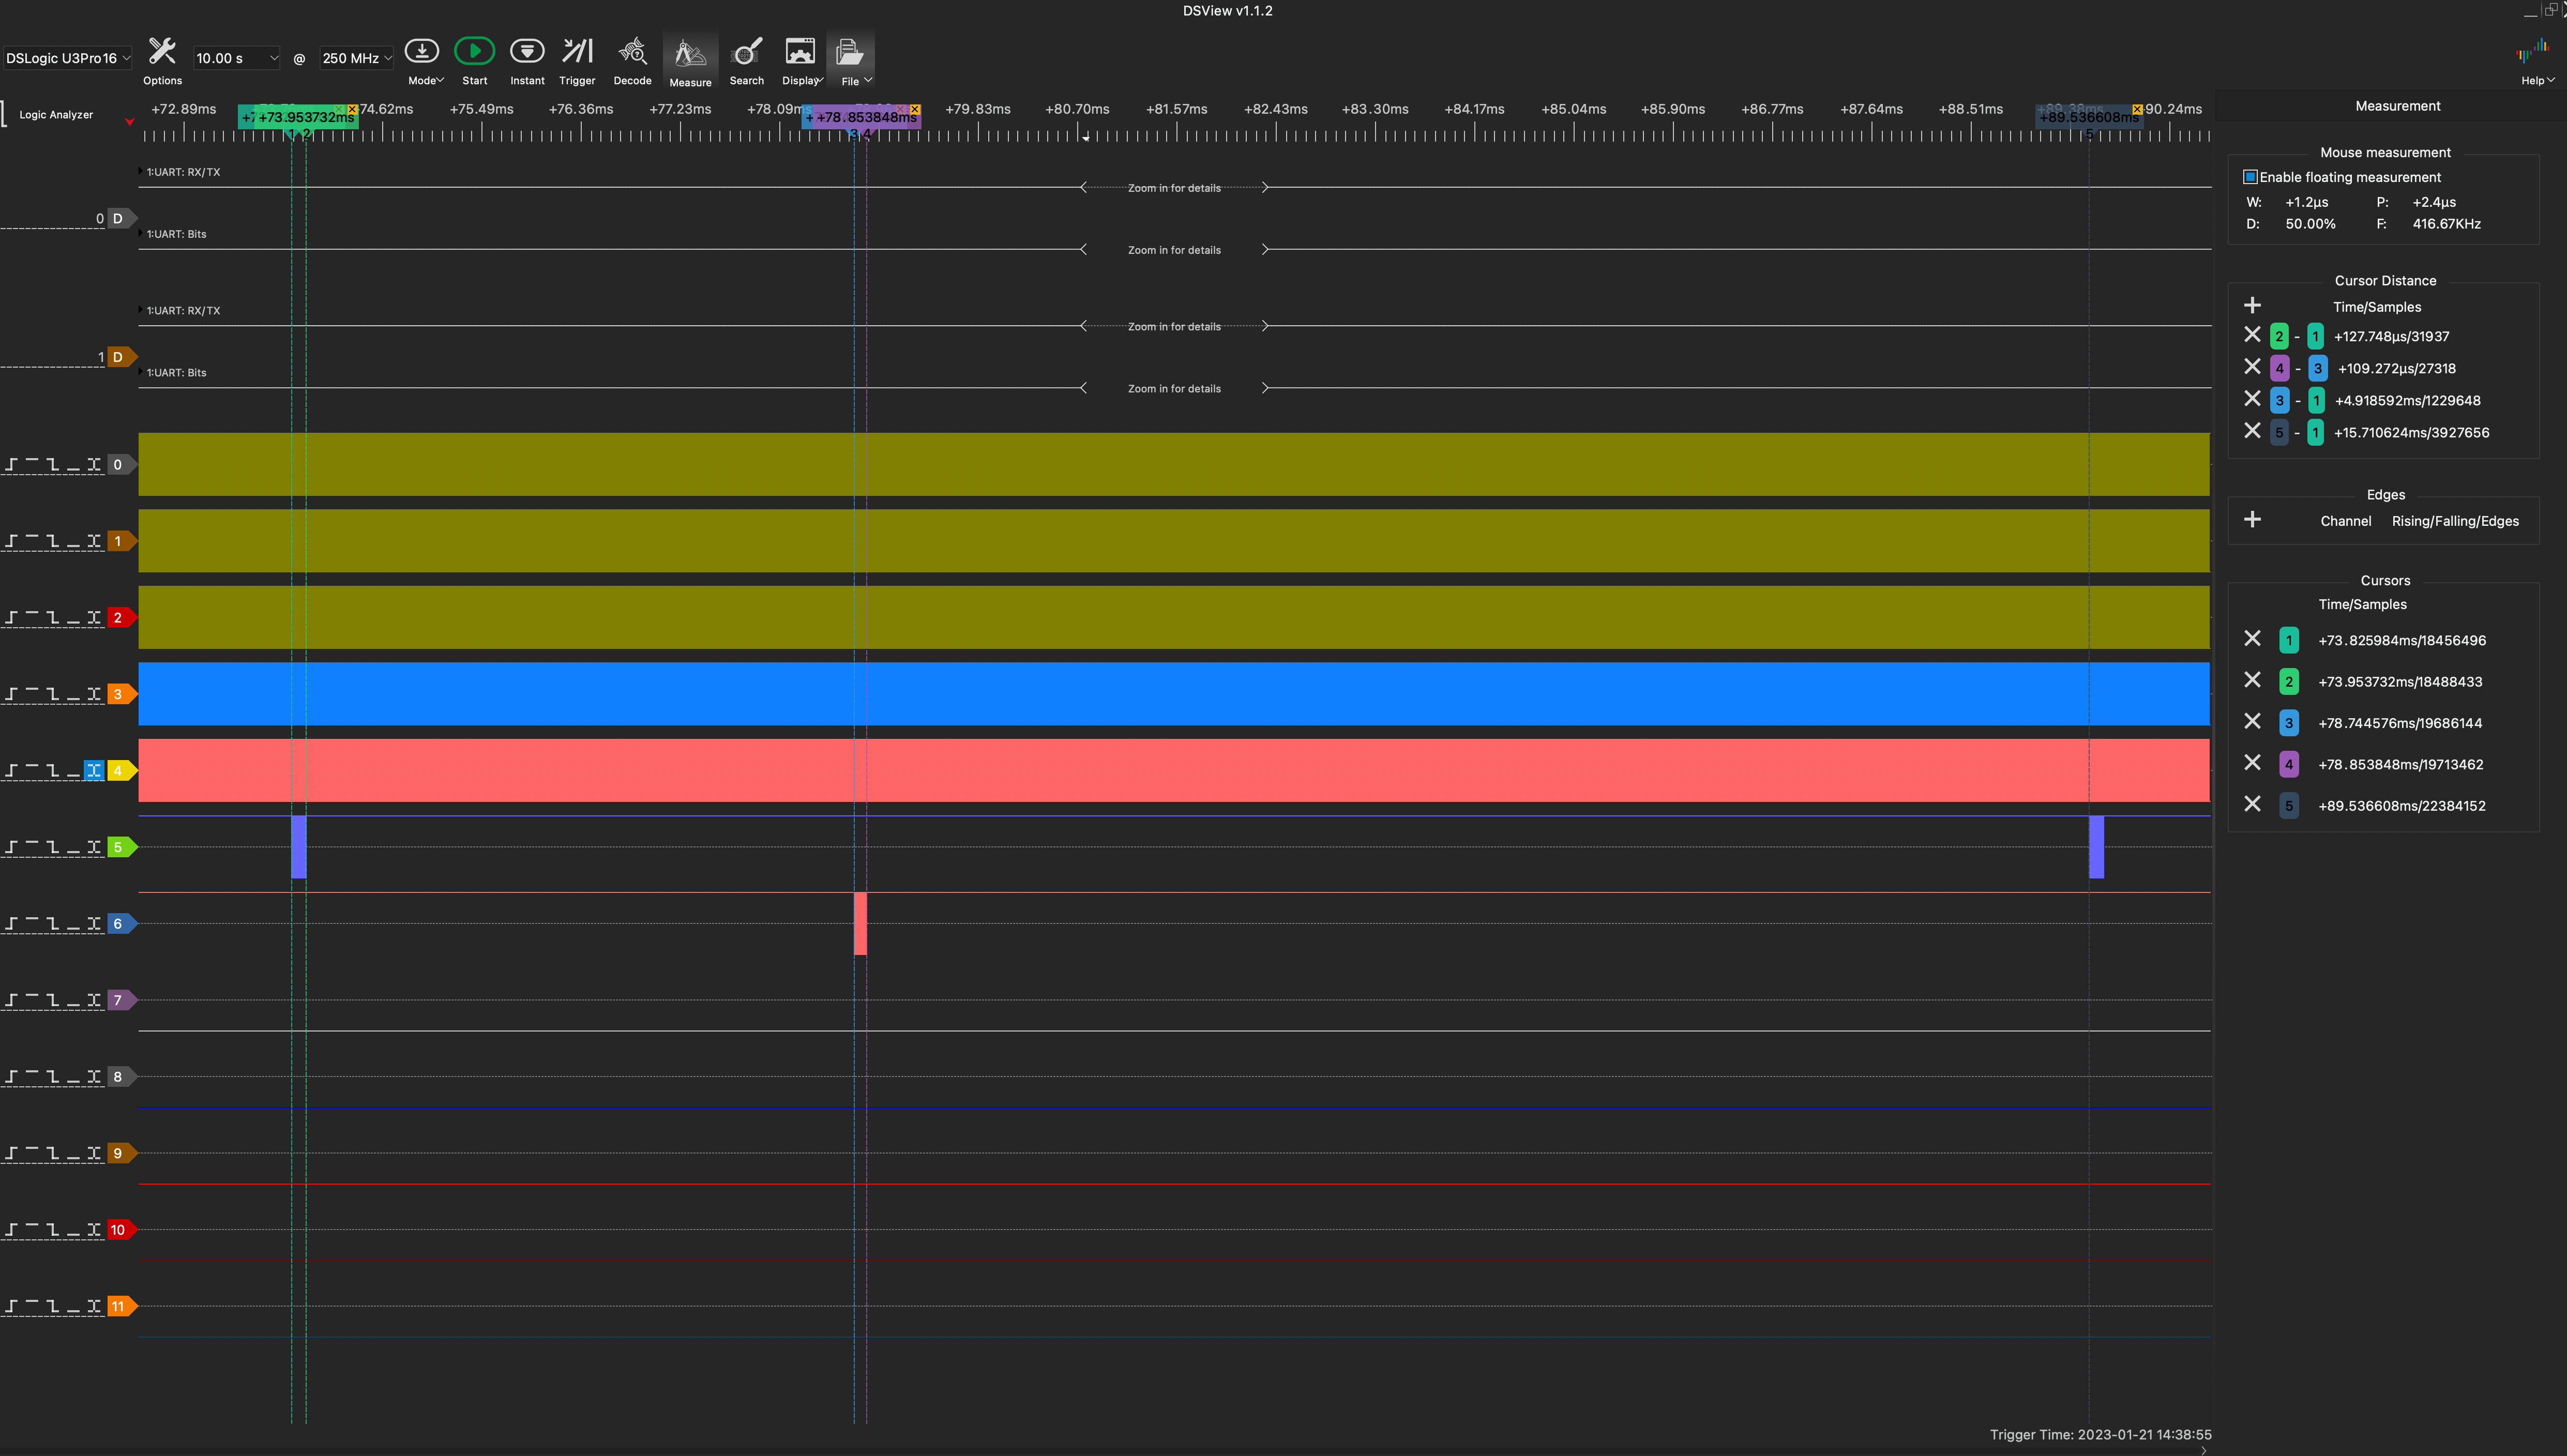 DSView v1.1.2
DSLogic U3Pro16 10.00 s @ 250 MHz
Options Mode Start Instant Trigger Decode Measure Search Display File Help
Logic Analyzer
+72.89ms +74.62ms +75.49ms +76.36ms +77.23ms +78.09ms +79.83ms +80.70ms +81.57ms +82.43ms +83.30ms +84.17ms +85.04ms +85.90ms +86.77ms +87.64ms +88.51ms +89.38ms +90.24ms
+73.953732ms +78.853848ms +89.536608ms
1 2 3 4 5
1:UART: RX/TX
Zoom in for details
0 D
1:UART: Bits
Zoom in for details
1:UART: RX/TX
Zoom in for details
1 D
1:UART: Bits
Zoom in for details
0
1
2
3
4
5
6
7
8
9
10
11
Trigger Time: 2023-01-21 14:38:55
Measurement
Mouse measurement
Enable floating measurement
W: +1.2µs P: +2.4µs
D: 50.00% F: 416.67KHz
Cursor Distance
Time/Samples
2 - 1 +127.748µs/31937
4 - 3 +109.272µs/27318
3 - 1 +4.918592ms/1229648
5 - 1 +15.710624ms/3927656
Edges
Channel Rising/Falling/Edges
Cursors
Time/Samples
1 +73.825984ms/18456496
2 +73.953732ms/18488433
3 +78.744576ms/19686144
4 +78.853848ms/19713462
5 +89.536608ms/22384152